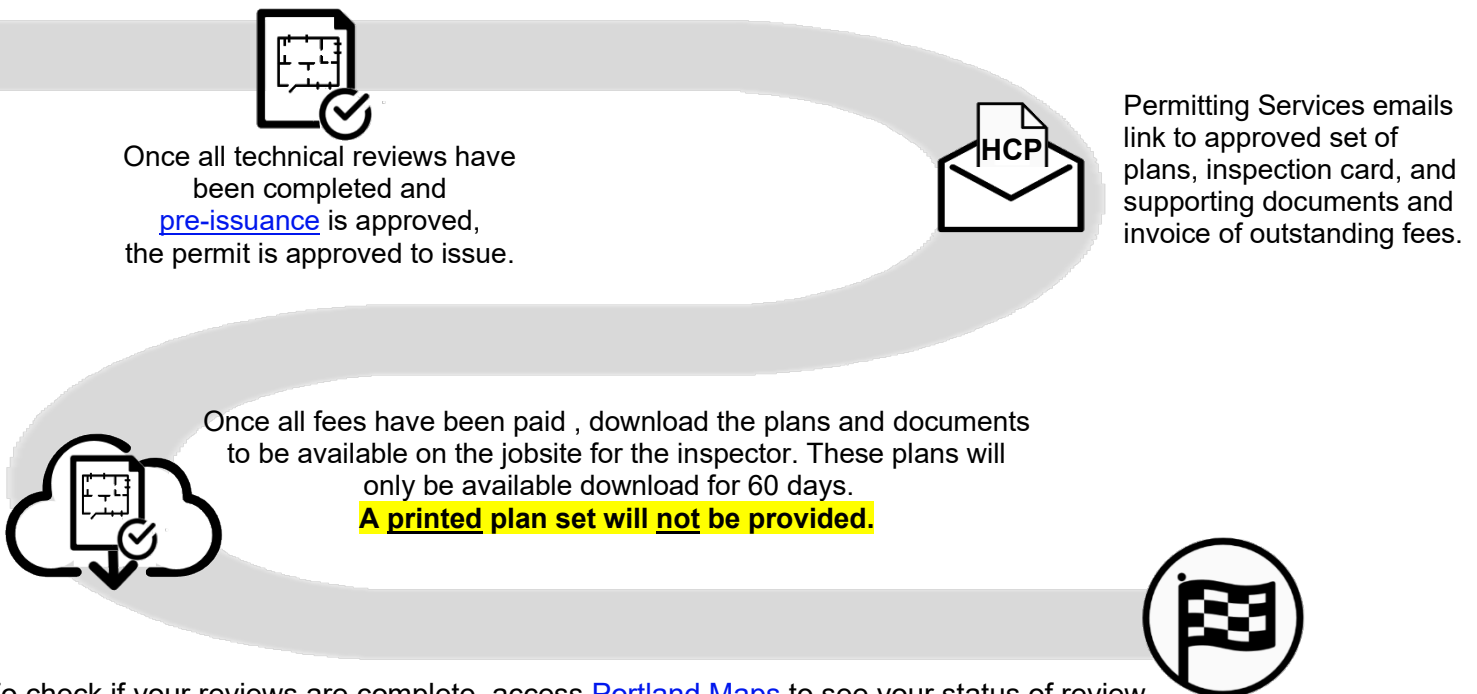 Once all technical reviews have
been completed and
pre-issuance is approved,
the permit is approved to issue.
HCP
Permitting Services emails
link to approved set of
plans, inspection card, and
supporting documents and
invoice of outstanding fees.
Once all fees have been paid , download the plans and documents
to be available on the jobsite for the inspector. These plans will
only be available download for 60 days.
A printed plan set will not be provided.
o check if your reviews are complete, access Portland Maps to see your status of review